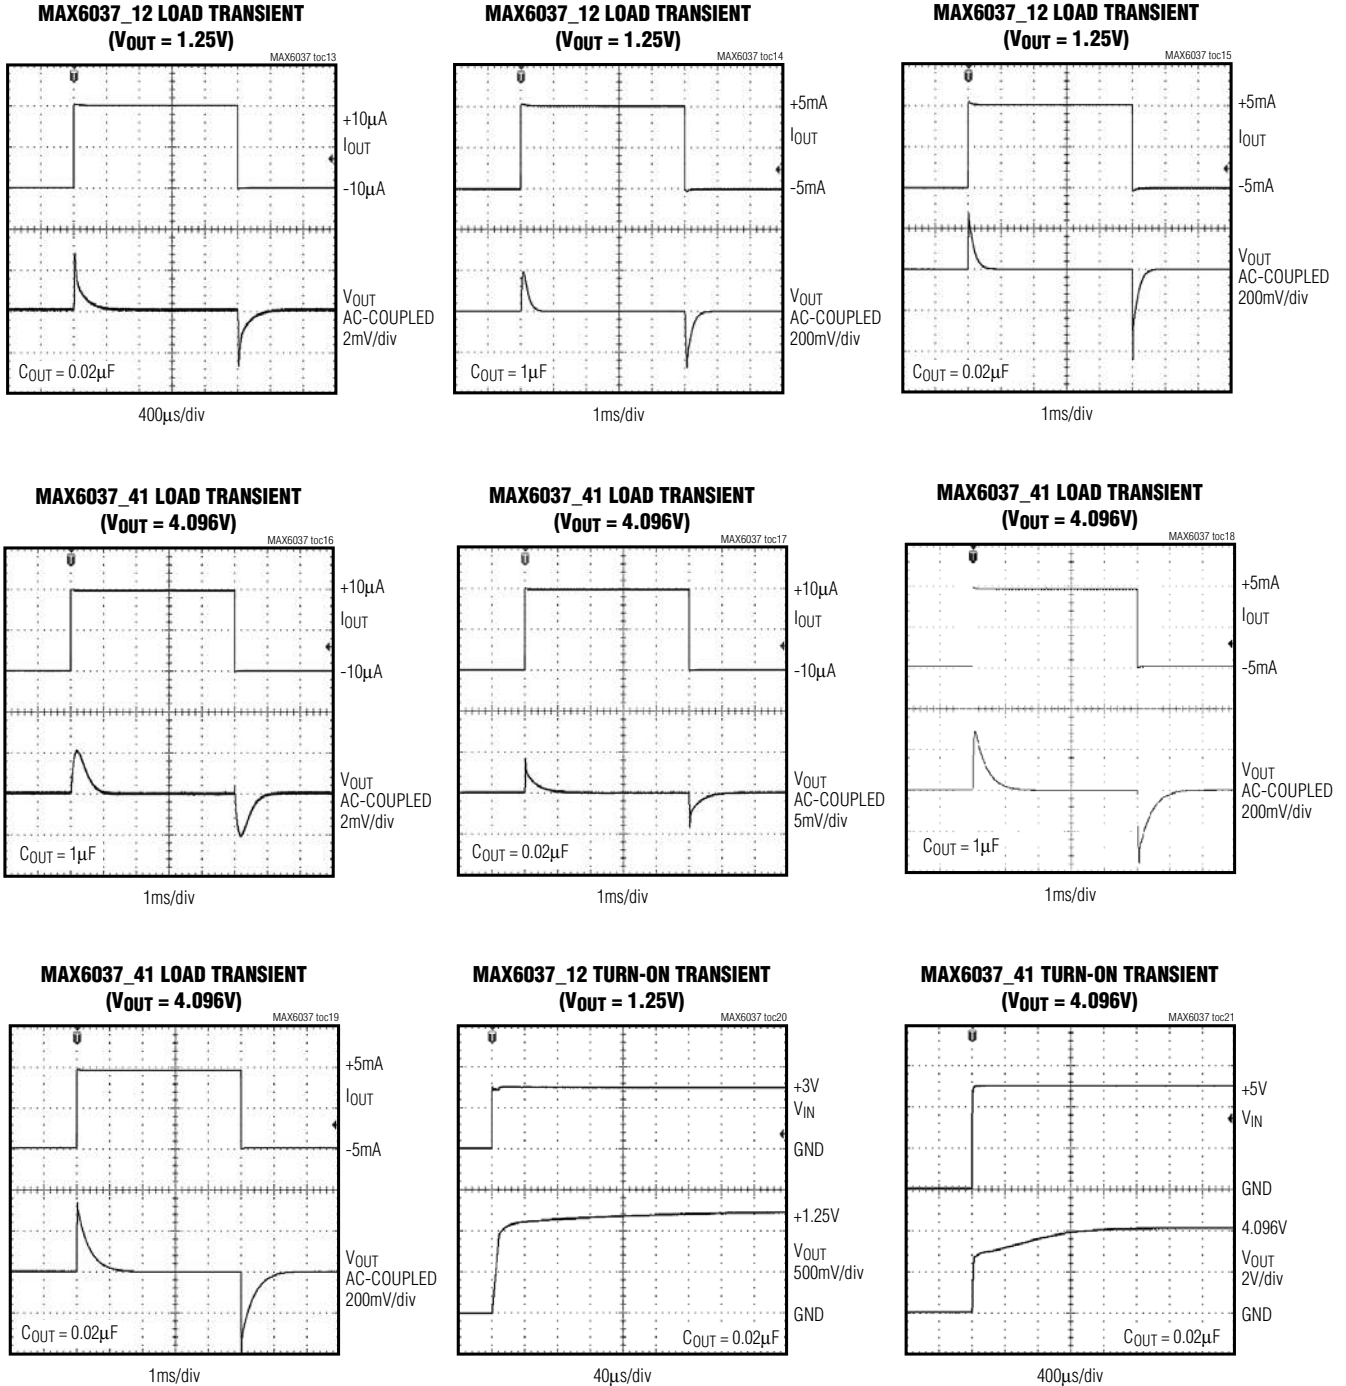 MAX6037_12 LOAD TRANSIENT
(VOUT = 1.25V)
MAX6037 toc13
+10μA
IOUT
-10μA
VOUT
AC-COUPLED
2mV/div
COUT = 0.02μF
400μs/div
MAX6037_12 LOAD TRANSIENT
(VOUT = 1.25V)
MAX6037 toc14
+5mA
IOUT
-5mA
VOUT
AC-COUPLED
200mV/div
COUT = 1μF
1ms/div
MAX6037_12 LOAD TRANSIENT
(VOUT = 1.25V)
MAX6037 toc15
+5mA
IOUT
-5mA
VOUT
AC-COUPLED
200mV/div
COUT = 0.02μF
1ms/div
MAX6037_41 LOAD TRANSIENT
(VOUT = 4.096V)
MAX6037 toc16
+10μA
IOUT
-10μA
VOUT
AC-COUPLED
2mV/div
COUT = 1μF
1ms/div
MAX6037_41 LOAD TRANSIENT
(VOUT = 4.096V)
MAX6037 toc17
+10μA
IOUT
-10μA
VOUT
AC-COUPLED
5mV/div
COUT = 0.02μF
1ms/div
MAX6037_41 LOAD TRANSIENT
(VOUT = 4.096V)
MAX6037 toc18
+5mA
IOUT
-5mA
VOUT
AC-COUPLED
200mV/div
COUT = 1μF
1ms/div
MAX6037_41 LOAD TRANSIENT
(VOUT = 4.096V)
MAX6037 toc19
+5mA
IOUT
-5mA
VOUT
AC-COUPLED
200mV/div
COUT = 0.02μF
1ms/div
MAX6037_12 TURN-ON TRANSIENT
(VOUT = 1.25V)
MAX6037 toc20
+3V
VIN
GND
+1.25V
VOUT
500mV/div
GND
COUT = 0.02μF
40μs/div
MAX6037_41 TURN-ON TRANSIENT
(VOUT = 4.096V)
MAX6037 toc21
+5V
VIN
GND
4.096V
VOUT
2V/div
GND
COUT = 0.02μF
400μs/div